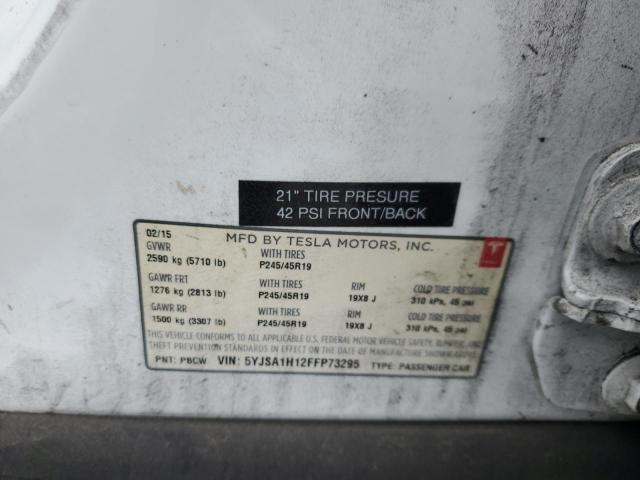 21" TIRE PRESURE
42 PSI FRONT/BACK
02/15 MFD BY TESLA MOTORS, INC.
GVWR WITH TIRES
2590 kg (5710 lb) P245/45R19
GAWR FRT WITH TIRES RIM COLD TIRE PRESSURE
1276 kg (2813 lb) P245/45R19 19X8 J 310 kPa, 45 psi
GAWR RR WITH TIRES RIM COLD TIRE PRESSURE
1500 kg (3307 lb) P245/45R19 19X8 J 310 kPa, 45 psi
THIS VEHICLE CONFORMS TO ALL APPLICABLE U.S. FEDERAL MOTOR VEHICLE SAFETY, BUMPER, AND
THEFT PREVENTION STANDARDS IN EFFECT ON THE DATE OF MANUFACTURE SHOWN ABOVE.
PNT: PBCW VIN: 5YJSA1H12FFP73295 TYPE: PASSENGER CAR